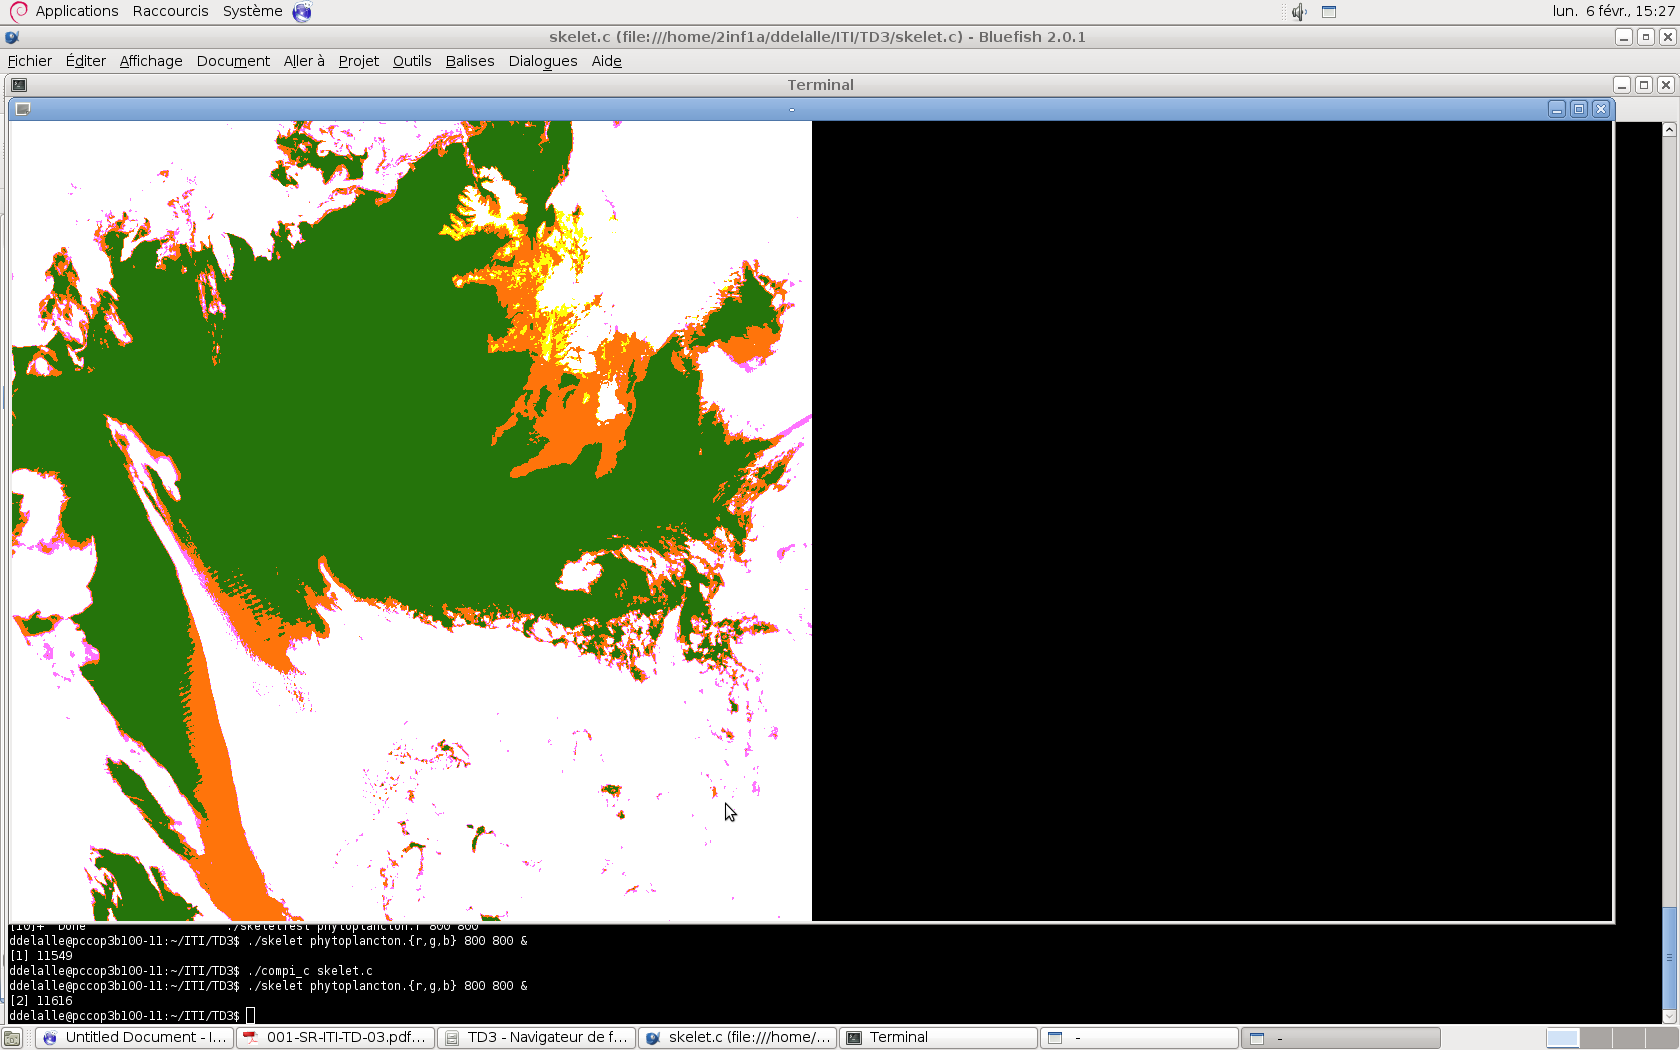 Applications Raccourcis Système lun. 6 févr., 15:27
skelet.c (file:///home/2inf1a/ddelalle/ITI/TD3/skelet.c) - Bluefish 2.0.1
Fichier Éditer Affichage Document Aller à Projet Outils Balises Dialogues Aide
Terminal
-
[10]+ Done ./skeletTest phytoplancton.r 800 800
ddelalle@pccop3b100-11:~/ITI/TD3$ ./skelet phytoplancton.{r,g,b} 800 800 &
[1] 11549
ddelalle@pccop3b100-11:~/ITI/TD3$ ./compi_c skelet.c
ddelalle@pccop3b100-11:~/ITI/TD3$ ./skelet phytoplancton.{r,g,b} 800 800 &
[2] 11616
ddelalle@pccop3b100-11:~/ITI/TD3$
Untitled Document - I... 001-SR-ITI-TD-03.pdf... TD3 - Navigateur de f... skelet.c (file:///home/... Terminal - -